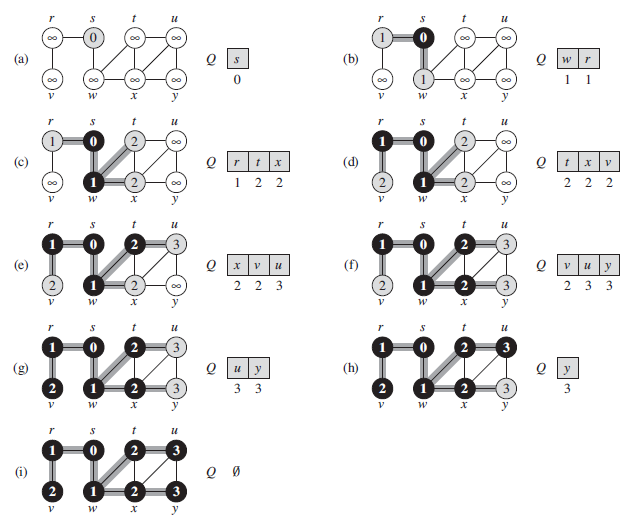 r s t u
∞ 0 ∞ ∞
(a) Q s
∞ ∞ ∞ ∞ 0
v w x y
r s t u
1 0 ∞ ∞
(b) Q w r
∞ 1 ∞ ∞ 1 1
v w x y
r s t u
1 0 2 ∞
(c) Q r t x
∞ 1 2 ∞ 1 2 2
v w x y
r s t u
1 0 2 ∞
(d) Q t x v
2 1 2 ∞ 2 2 2
v w x y
r s t u
1 0 2 3
(e) Q x v u
2 1 2 ∞ 2 2 3
v w x y
r s t u
1 0 2 3
(f) Q v u y
2 1 2 3 2 3 3
v w x y
r s t u
1 0 2 3
(g) Q u y
2 1 2 3 3 3
v w x y
r s t u
1 0 2 3
(h) Q y
2 1 2 3 3
v w x y
r s t u
1 0 2 3
(i) Q ∅
2 1 2 3
v w x y